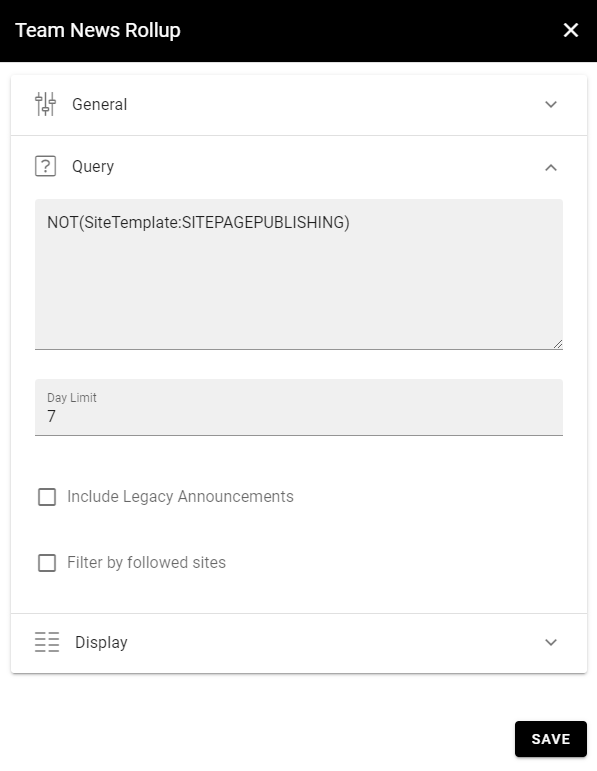 Team News Rollup
General
Query
NOT(SiteTemplate:SITEPAGEPUBLISHING)
Day Limit
7
Include Legacy Announcements
Filter by followed sites
Display
SAVE